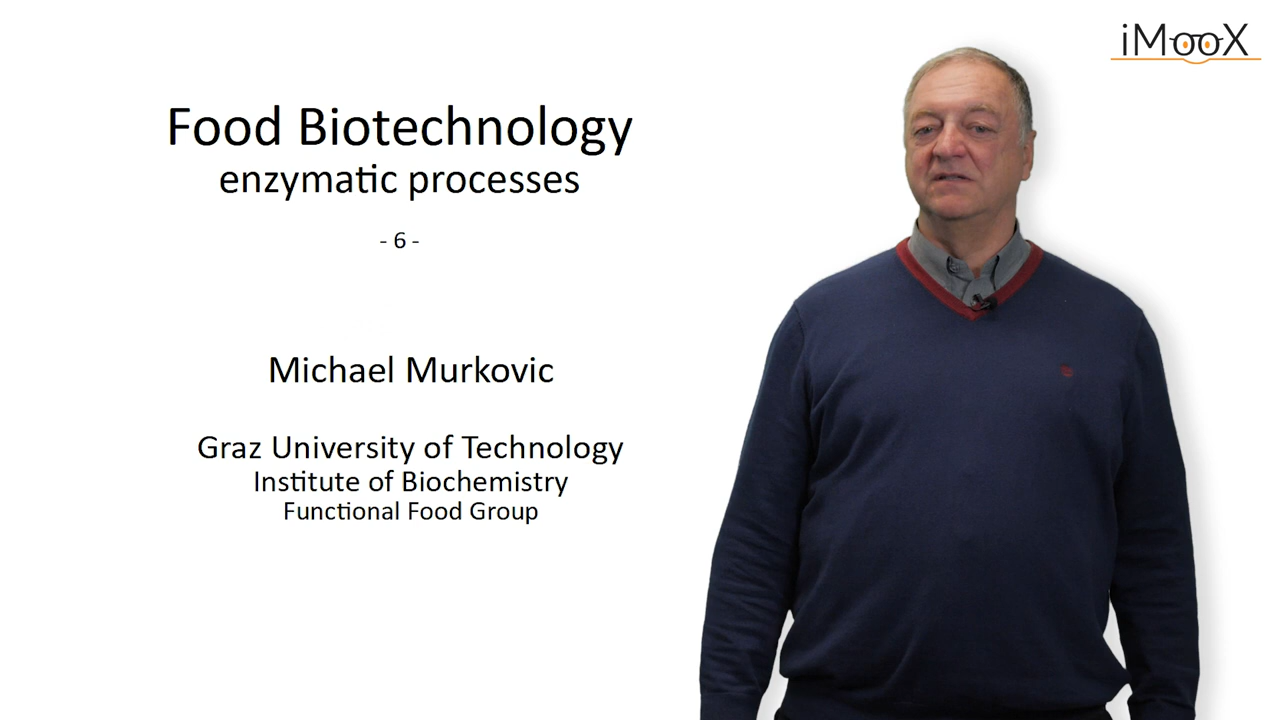 iMooX
Food Biotechnology
enzymatic processes
- 6 -
Michael Murkovic
Graz University of Technology
Institute of Biochemistry
Functional Food Group